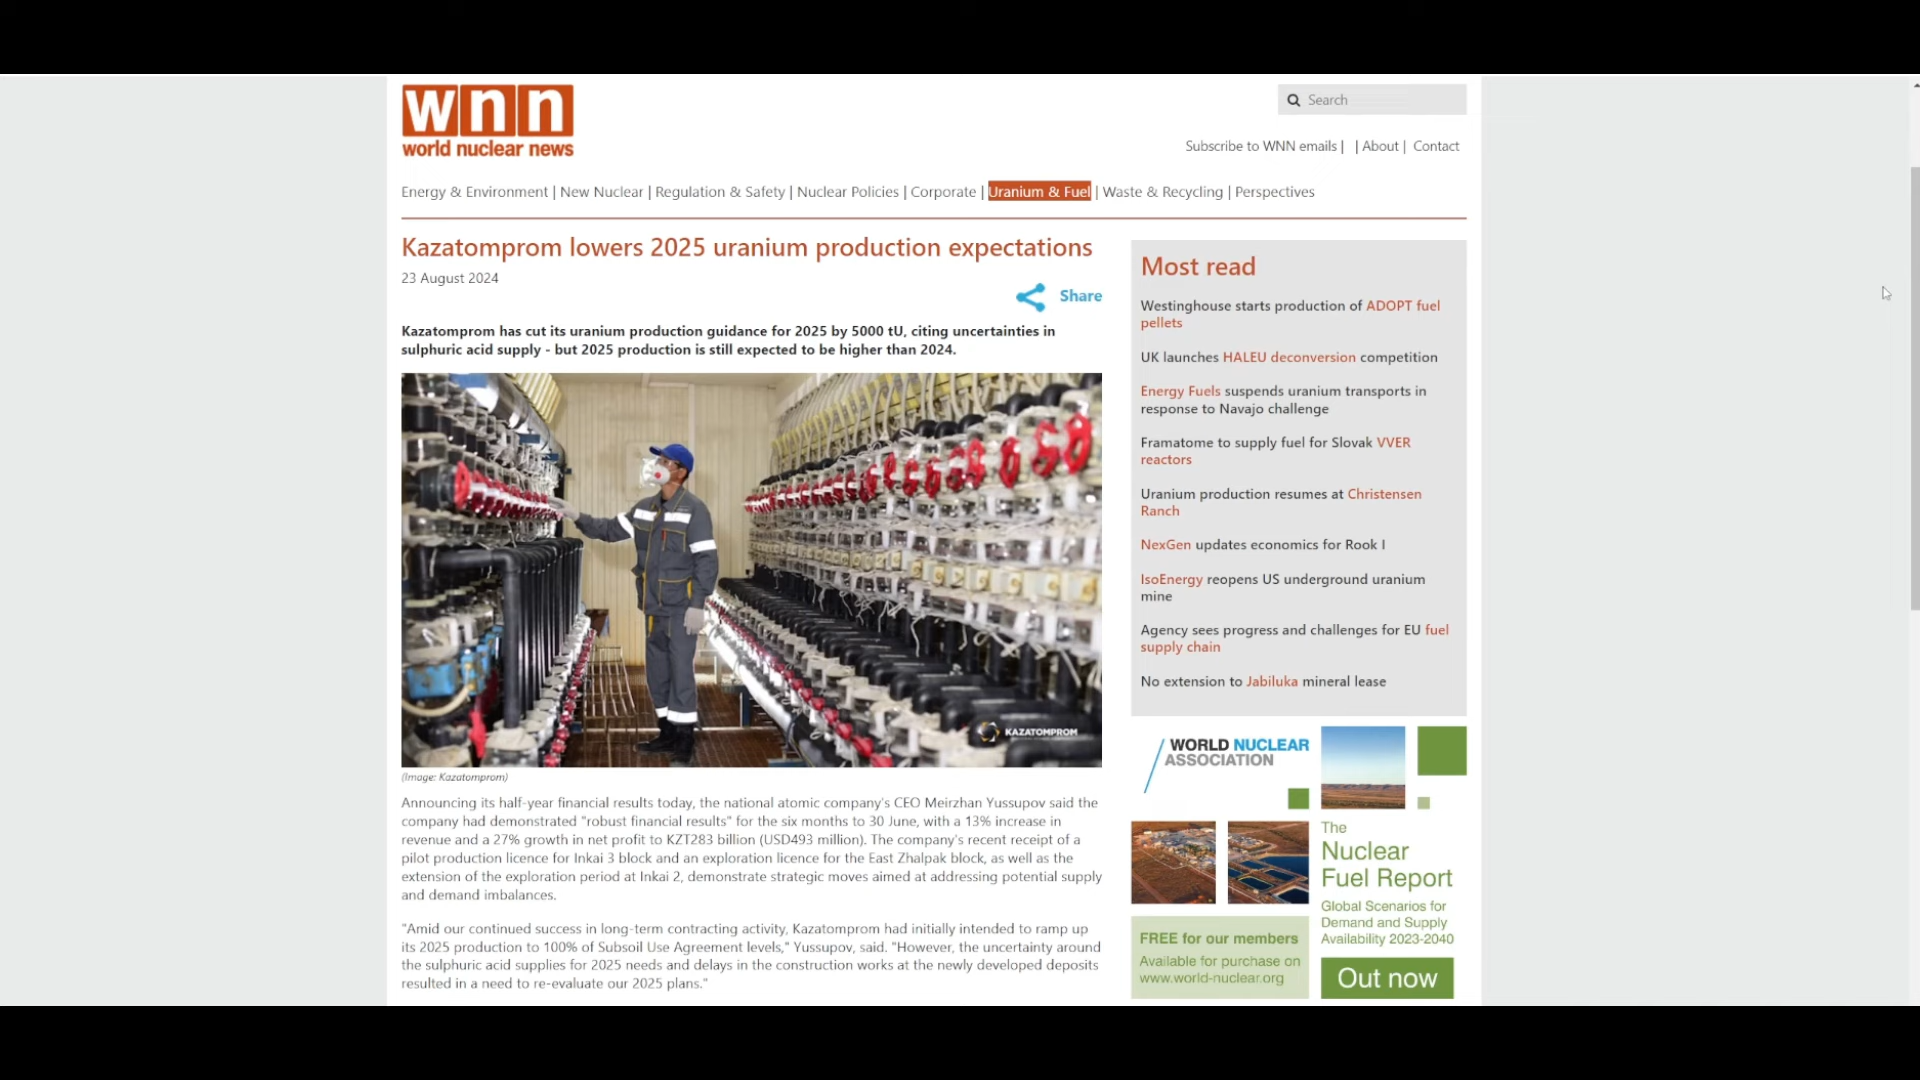 wnn
world nuclear news
Search
Subscribe to WNN emails | | About | Contact
Energy & Environment | New Nuclear | Regulation & Safety | Nuclear Policies | Corporate | Uranium & Fuel | Waste & Recycling | Perspectives
Kazatomprom lowers 2025 uranium production expectations
23 August 2024
Share
Kazatomprom has cut its uranium production guidance for 2025 by 5000 tU, citing uncertainties in
sulphuric acid supply - but 2025 production is still expected to be higher than 2024.
KAZATOMPROM
(Image: Kazatomprom)
Announcing its half-year financial results today, the national atomic company's CEO Meirzhan Yussupov said the
company had demonstrated "robust financial results" for the six months to 30 June, with a 13% increase in
revenue and a 27% growth in net profit to KZT283 billion (USD493 million). The company's recent receipt of a
pilot production licence for Inkai 3 block and an exploration licence for the East Zhalpak block, as well as the
extension of the exploration period at Inkai 2, demonstrate strategic moves aimed at addressing potential supply
and demand imbalances.
"Amid our continued success in long-term contracting activity, Kazatomprom had initially intended to ramp up
its 2025 production to 100% of Subsoil Use Agreement levels," Yussupov, said. "However, the uncertainty around
the sulphuric acid supplies for 2025 needs and delays in the construction works at the newly developed deposits
resulted in a need to re-evaluate our 2025 plans."
Most read
Westinghouse starts production of ADOPT fuel
pellets
UK launches HALEU deconversion competition
Energy Fuels suspends uranium transports in
response to Navajo challenge
Framatome to supply fuel for Slovak VVER
reactors
Uranium production resumes at Christensen
Ranch
NexGen updates economics for Rook I
IsoEnergy reopens US underground uranium
mine
Agency sees progress and challenges for EU fuel
supply chain
No extension to Jabiluka mineral lease
WORLD NUCLEAR
ASSOCIATION
The
Nuclear
Fuel Report
Global Scenarios for
Demand and Supply
Availability 2023-2040
FREE for our members
Available for purchase on
www.world-nuclear.org
Out now